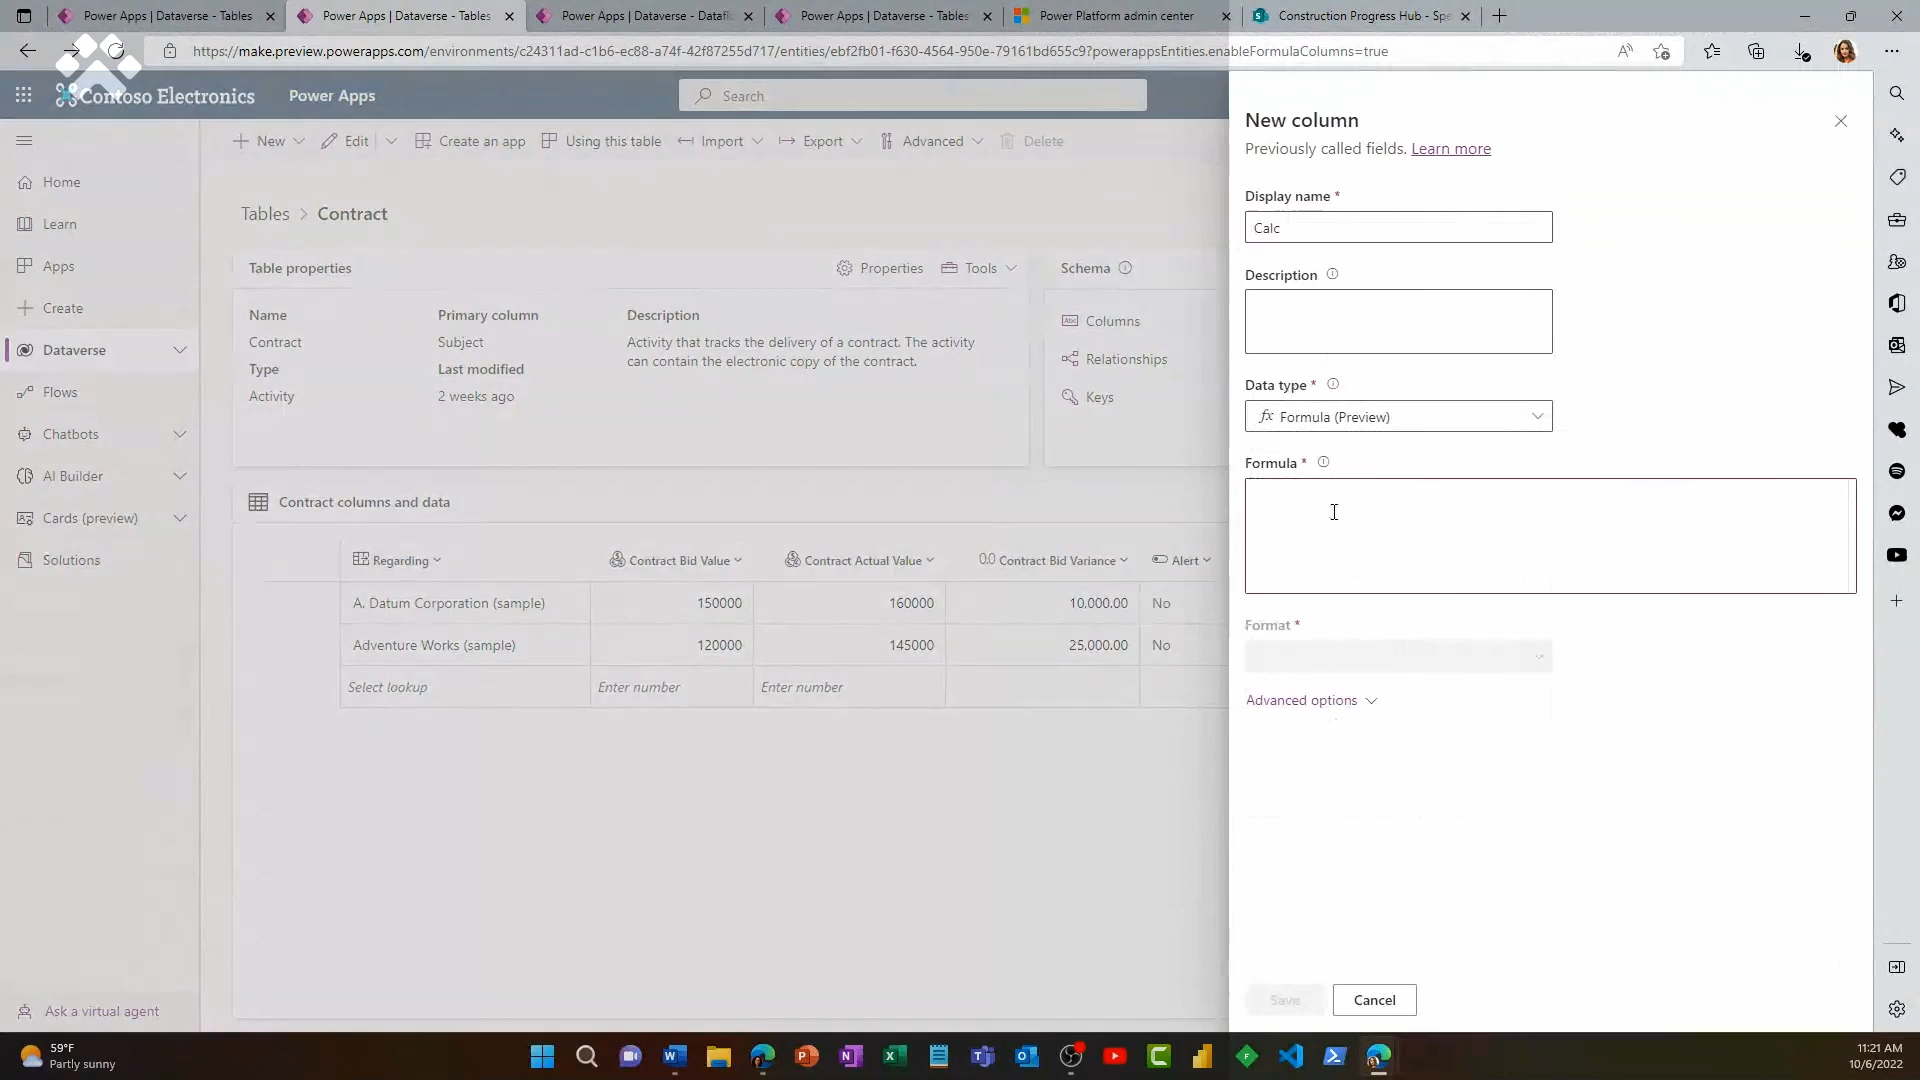 Power Apps | Dataverse - Tables
Power Apps | Dataverse - Tables
Power Apps | Dataverse - Datafl
Power Apps | Dataverse - Tables
Power Platform admin center
Construction Progress Hub - Spe
https://make.preview.powerapps.com/environments/c24311ad-c1b6-ec88-a74f-42f87255d717/entities/ebf2fb01-f630-4564-950e-79161bd655c9?powerappsEntities.enableFormulaColumns=true
Contoso Electronics
Power Apps
Search
New
Edit
Create an app
Using this table
Import
Export
Advanced
Delete
Home
Learn
Apps
Create
Dataverse
Flows
Chatbots
AI Builder
Cards (preview)
Solutions
Ask a virtual agent
Tables > Contract
Table properties
Properties
Tools
Name
Primary column
Description
Contract
Subject
Activity that tracks the delivery of a contract. The activity
can contain the electronic copy of the contract.
Type
Last modified
Activity
2 weeks ago
Schema
Columns
Relationships
Keys
Contract columns and data
Regarding
Contract Bid Value
Contract Actual Value
0.0 Contract Bid Variance
Alert
A. Datum Corporation (sample)
150000
160000
10,000.00
No
Adventure Works (sample)
120000
145000
25,000.00
No
Select lookup
Enter number
Enter number
New column
Previously called fields. Learn more
Display name *
Calc
Description
Data type *
fx Formula (Preview)
Formula *
Format *
Advanced options
Save
Cancel
59°F
Partly sunny
11:21 AM
10/6/2022